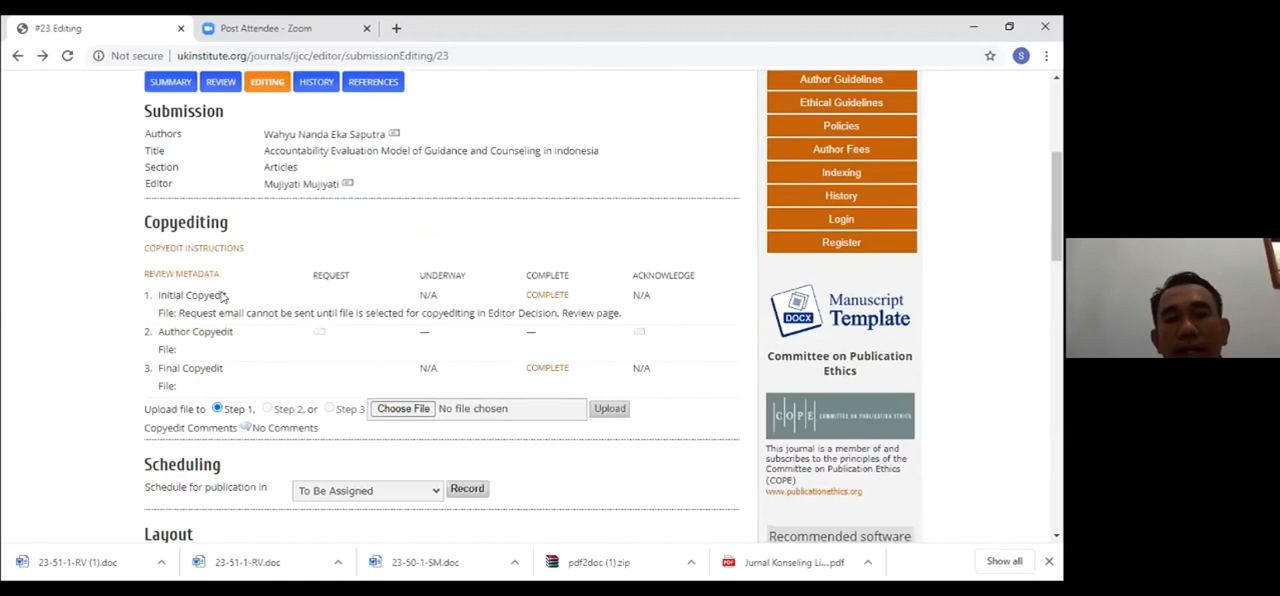 #23 Editing
Post Attendee - Zoom
Not secure
ukinstitute.org/journals/ijcc/editor/submissionEditing/23
S
SUMMARY
REVIEW
EDITING
HISTORY
REFERENCES
Submission
Authors Wahyu Nanda Eka Saputra
Title Accountability Evaluation Model of Guidance and Counseling in indonesia
Section Articles
Editor Mujiyati Mujiyati
Copyediting
COPYEDIT INSTRUCTIONS
REVIEW METADATA REQUEST UNDERWAY COMPLETE ACKNOWLEDGE
1. Initial Copyedit N/A COMPLETE N/A
File: Request email cannot be sent until file is selected for copyediting in Editor Decision, Review page.
2. Author Copyedit — —
File:
3. Final Copyedit N/A COMPLETE N/A
File:
Upload file to Step 1, Step 2, or Step 3 Choose File No file chosen Upload
Copyedit Comments No Comments
Scheduling
Schedule for publication in To Be Assigned Record
Layout
Author Guidelines
Ethical Guidelines
Policies
Author Fees
Indexing
History
Login
Register
DOCX
Manuscript
Template
Committee on Publication
Ethics
C O P E COMMITTEE ON PUBLICATION ETHICS
This journal is a member of and
subscribes to the principles of the
Committee on Publication Ethics
(COPE)
www.publicationethics.org
Recommended software
23-51-1-RV (1).doc
23-51-1-RV.doc
23-50-1-SM.doc
pdf2doc (1).zip
Jurnal Konseling Li....pdf
Show all